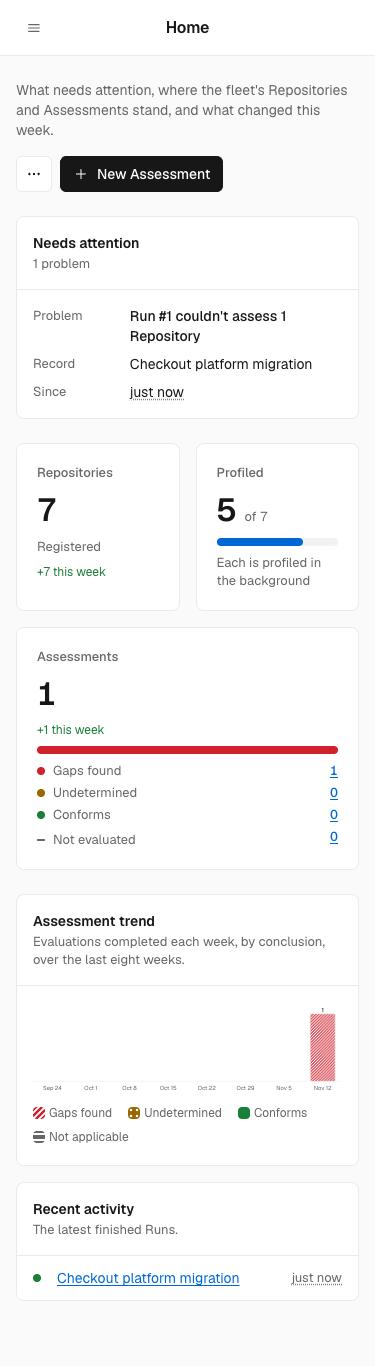 Home
What needs attention, where the fleet's Repositories
and Assessments stand, and what changed this
week.
New Assessment
Needs attention
1 problem
Problem
Run #1 couldn't assess 1
Repository
Record
Checkout platform migration
Since
just now
Repositories
7
Registered
+7 this week
Profiled
5 of 7
Each is profiled in
the background
Assessments
1
+1 this week
Gaps found 1
Undetermined 0
Conforms 0
Not evaluated 0
Assessment trend
Evaluations completed each week, by conclusion,
over the last eight weeks.
1
Sep 24 Oct 1 Oct 8 Oct 15 Oct 22 Oct 29 Nov 5 Nov 12
Gaps found Undetermined Conforms
Not applicable
Recent activity
The latest finished Runs.
Checkout platform migration just now